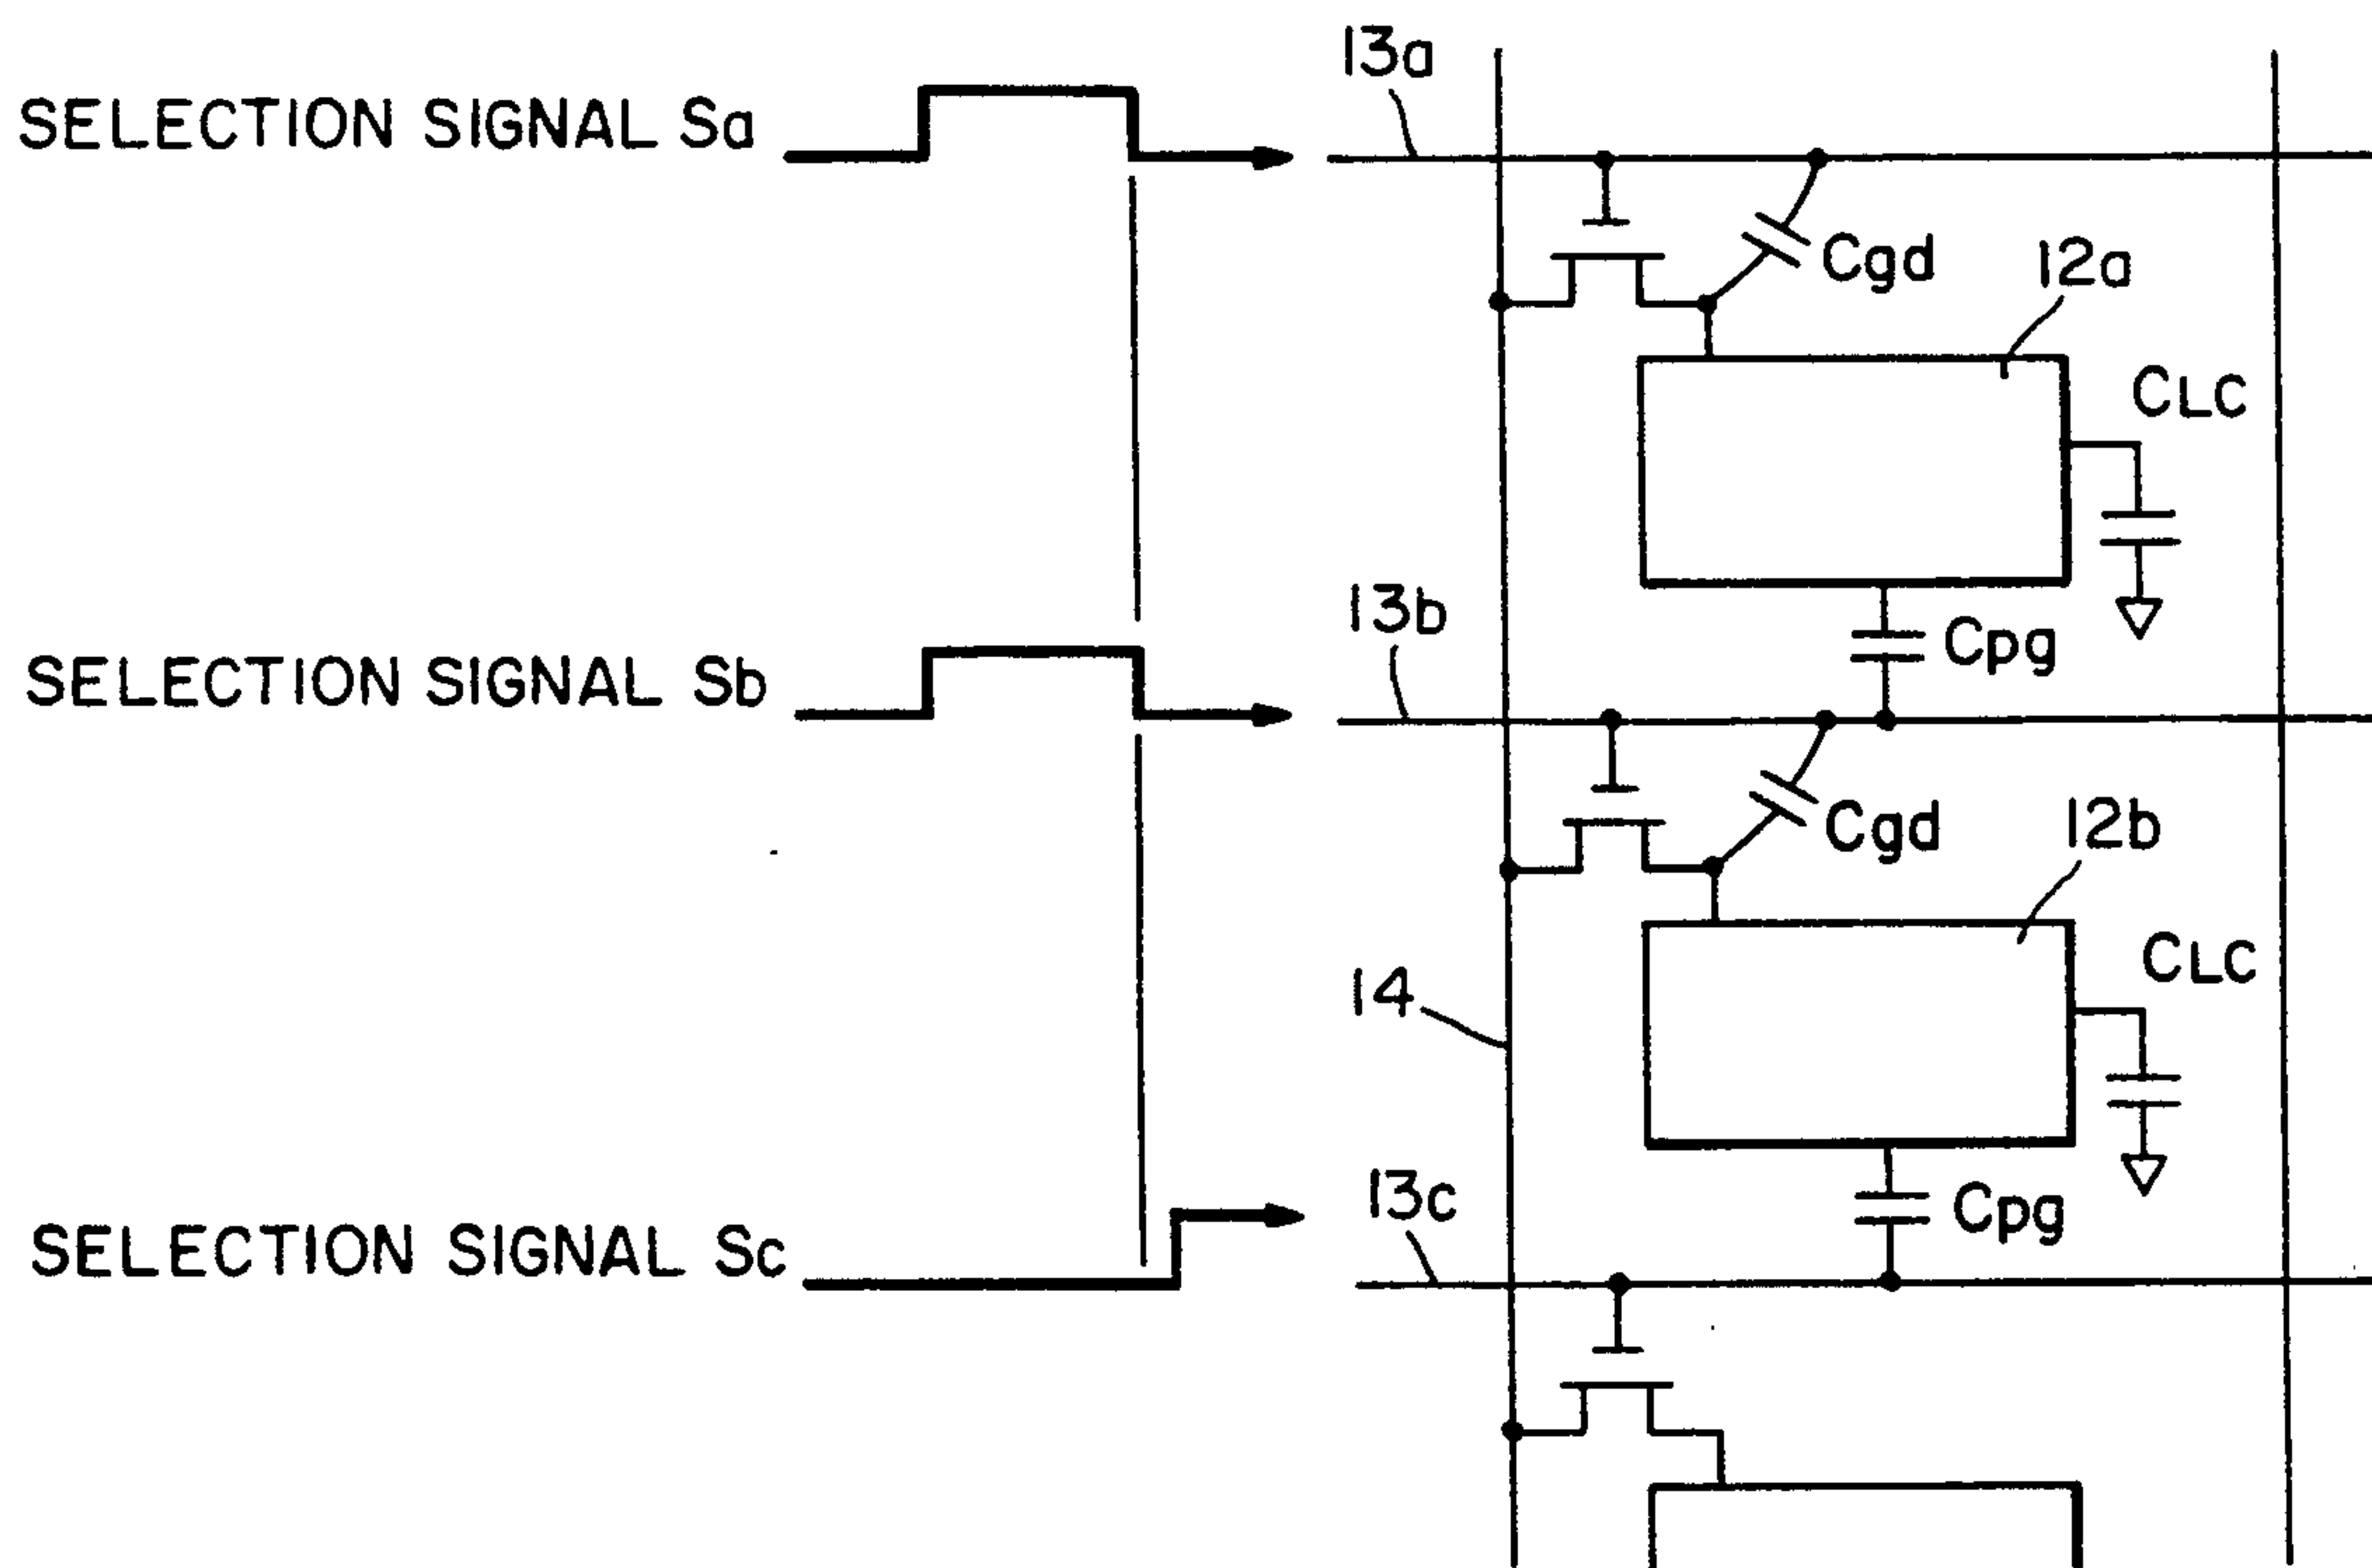 13a
SELECTION SIGNAL Sa
Cgd
12a
CLC
13b
Cpg
SELECTION SIGNAL Sb
Cgd
12b
CLC
14
13c
Cpg
SELECTION SIGNAL Sc